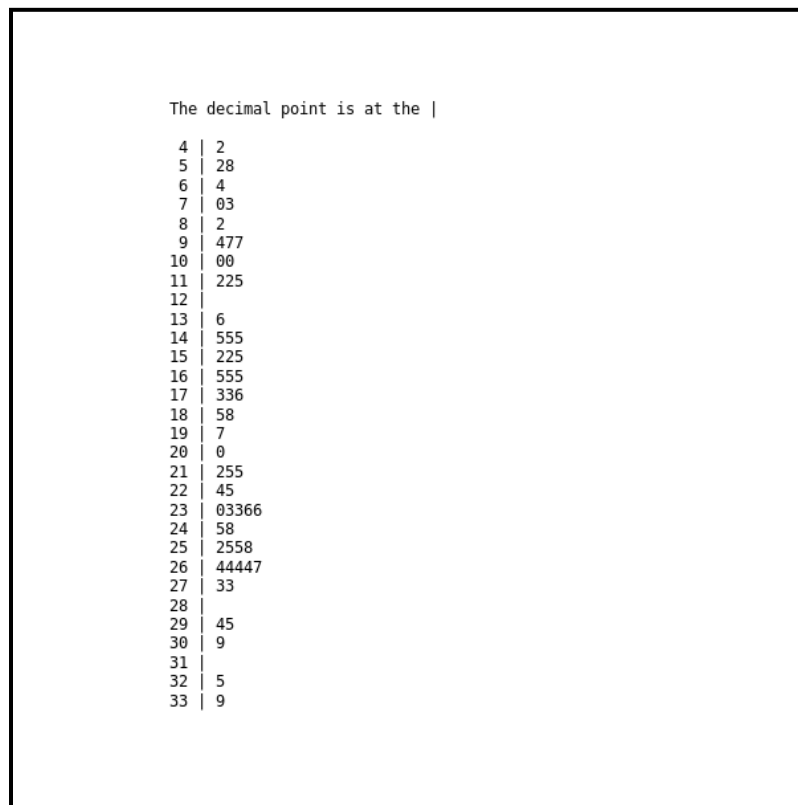 The decimal point is at the |
4 | 2
5 | 28
6 | 4
7 | 03
8 | 2
9 | 477
10 | 00
11 | 225
12 |
13 | 6
14 | 555
15 | 225
16 | 555
17 | 336
18 | 58
19 | 7
20 | 0
21 | 255
22 | 45
23 | 03366
24 | 58
25 | 2558
26 | 44447
27 | 33
28 |
29 | 45
30 | 9
31 |
32 | 5
33 | 9